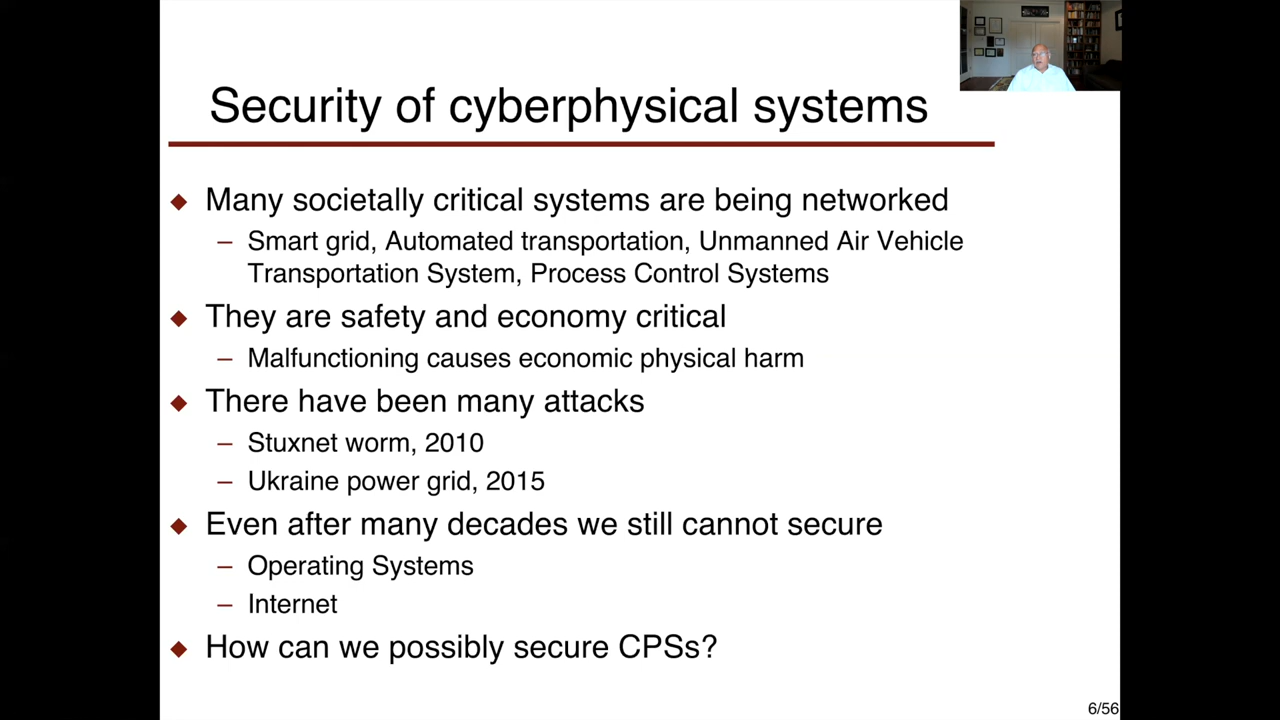 Security of cyberphysical systems
◆ Many societally critical systems are being networked
– Smart grid, Automated transportation, Unmanned Air Vehicle
Transportation System, Process Control Systems
◆ They are safety and economy critical
– Malfunctioning causes economic physical harm
◆ There have been many attacks
– Stuxnet worm, 2010
– Ukraine power grid, 2015
◆ Even after many decades we still cannot secure
– Operating Systems
– Internet
◆ How can we possibly secure CPSs?
6/56